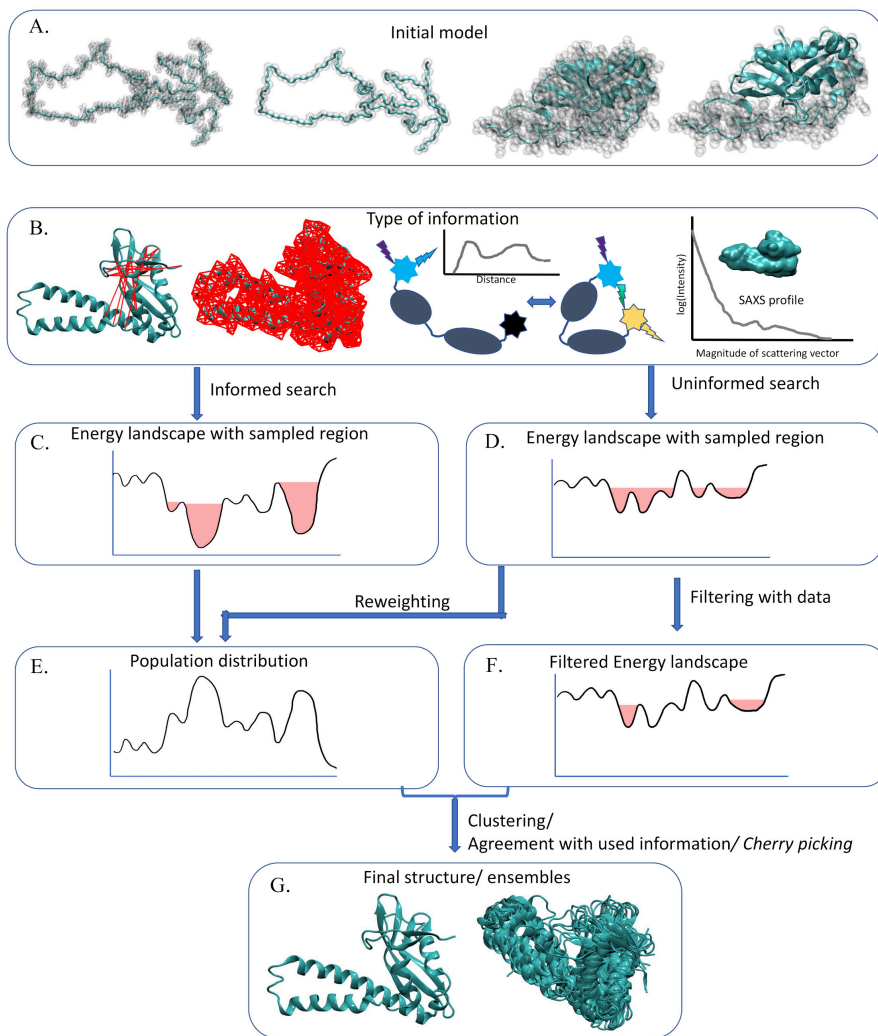 A.
Initial model
B.
Type of information
Distance
log(Intensity)
SAXS profile
Magnitude of scattering vector
Informed search
Uninformed search
C.
Energy landscape with sampled region
D.
Energy landscape with sampled region
Reweighting
Filtering with data
E.
Population distribution
F.
Filtered Energy landscape
Clustering/
Agreement with used information/ Cherry picking
G.
Final structure/ ensembles